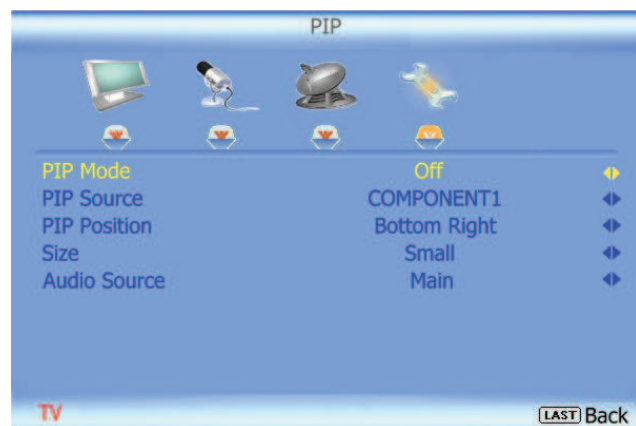 PIP
PIP Mode Off
PIP Source COMPONENT1
PIP Position Bottom Right
Size Small
Audio Source Main
TV LAST Back